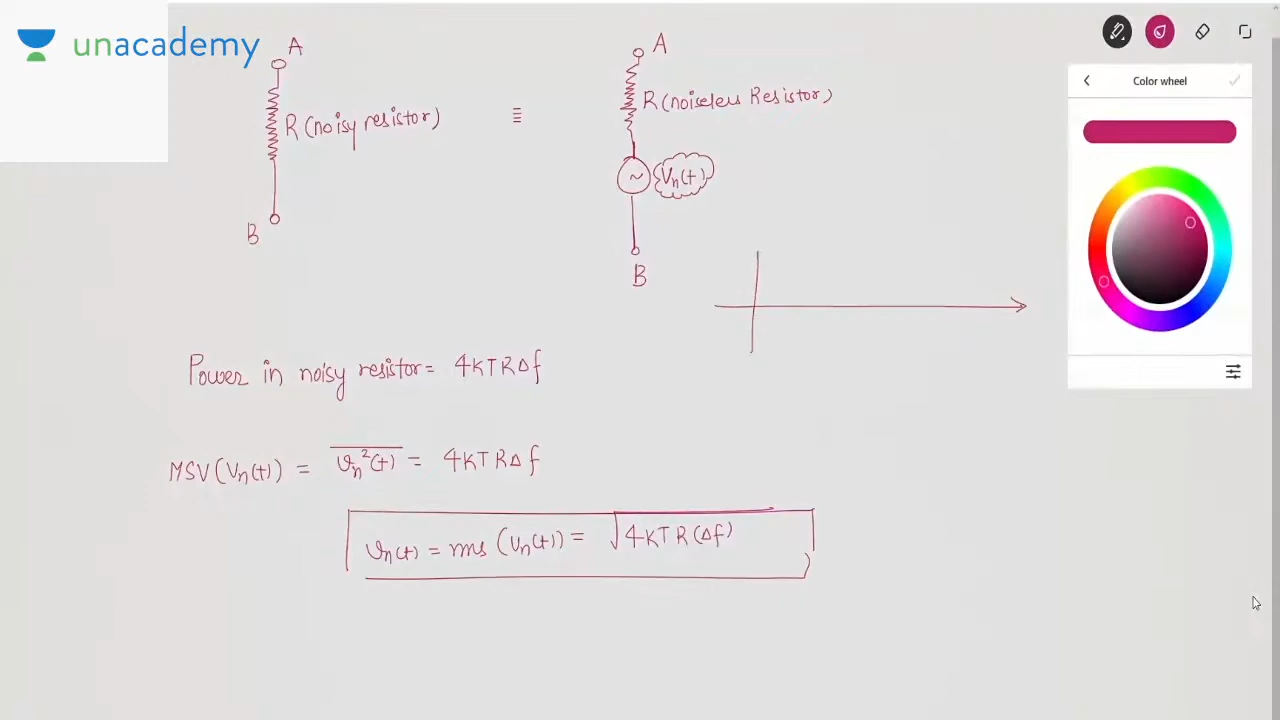 unacademy
A
R (noisy resistor)
B
≡
A
R (noiseless Resistor)
~
Vn(t)
B
Color wheel
Power in noisy resistor = 4KTRΔf
MSV(Vn(t)) = vn²(t) = 4KTRΔf
vn(t) = rms (Vn(t)) = √4KTR(Δf)